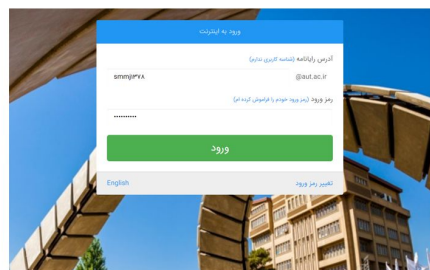 ورود به اینترنت
آدرس رایانامه (شناسه کاربری ندارم)
smmj۱۳۷۸ @aut.ac.ir
رمز ورود (رمز ورود خودم را فراموش کرده ام)
••••••••••
ورود
تغییر رمز ورود English